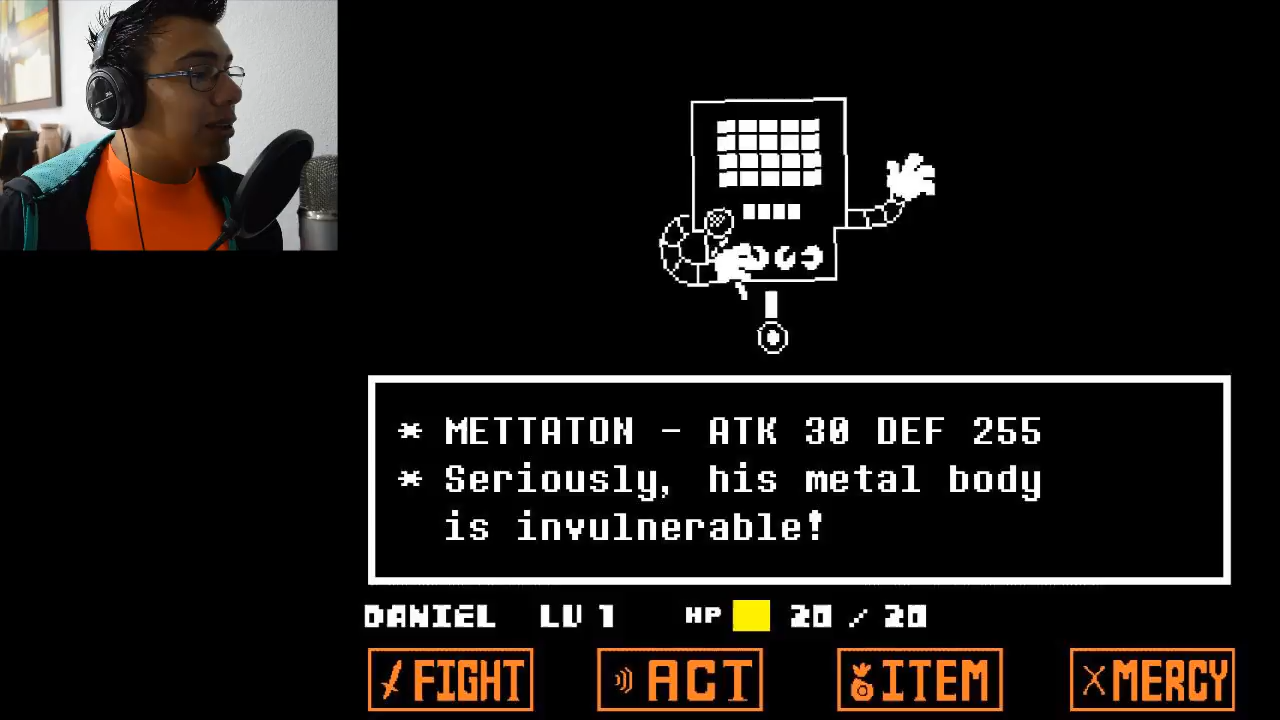 * METTATON - ATK 30 DEF 255
* Seriously, his metal body
is invulnerable!
DANIEL LV 1 HP 20 / 20
FIGHT ACT ITEM MERCY